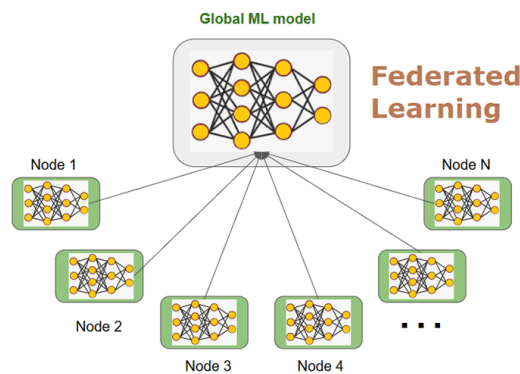 Global ML model
Federated
Learning
Node 1
Node N
Node 2
...
Node 3
Node 4